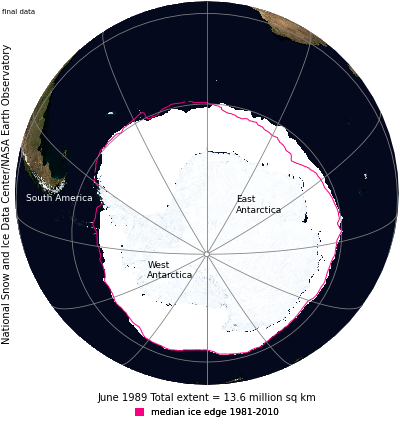 final data
National Snow and Ice Data Center/NASA Earth Observatory
South America
East
Antarctica
West
Antarctica
June 1989 Total extent = 13.6 million sq km
median ice edge 1981-2010